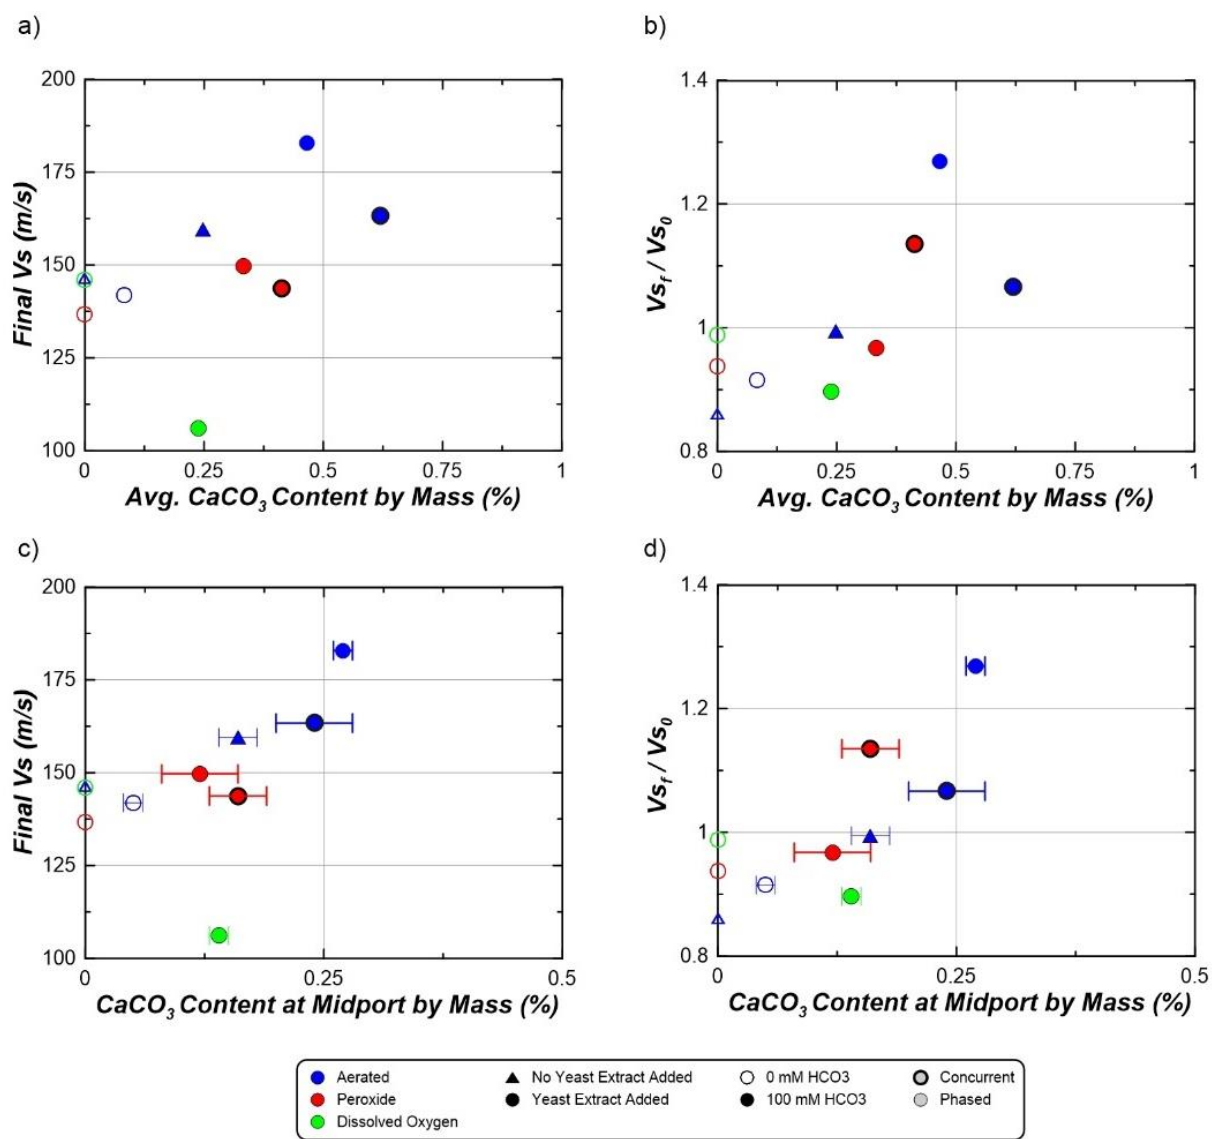 a)
200
175
150
125
100
Final Vs (m/s)
0
0.25
0.5
0.75
1
Avg. CaCO3 Content by Mass (%)
b)
1.4
1.2
1
0.8
Vsf / Vs0
0
0.25
0.5
0.75
1
Avg. CaCO3 Content by Mass (%)
c)
200
175
150
125
100
Final Vs (m/s)
0
0.25
0.5
CaCO3 Content at Midport by Mass (%)
d)
1.4
1.2
1
0.8
Vsf / Vs0
0
0.25
0.5
CaCO3 Content at Midport by Mass (%)
Aerated
Peroxide
Dissolved Oxygen
No Yeast Extract Added
Yeast Extract Added
0 mM HCO3
100 mM HCO3
Concurrent
Phased